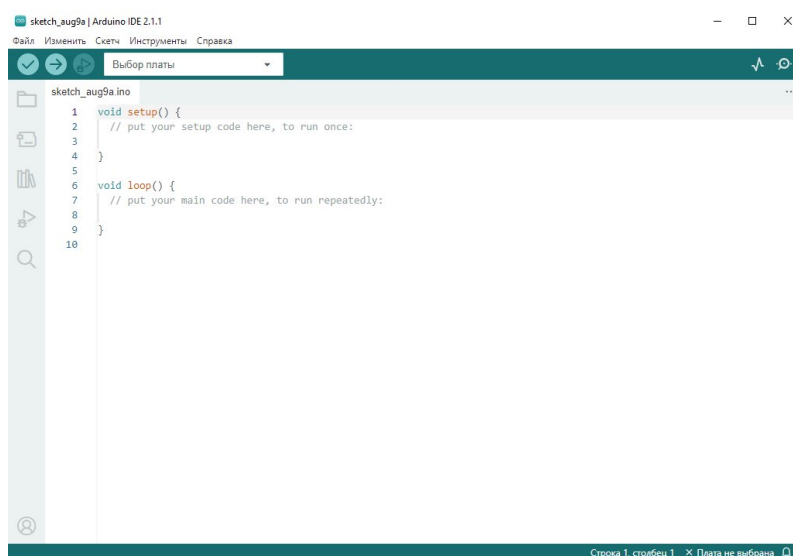 sketch_aug9a | Arduino IDE 2.1.1
Файл Изменить Скетч Инструменты Справка
Выбор платы
sketch_aug9a.ino
1 void setup() {
2 // put your setup code here, to run once:
3
4 }
5
6 void loop() {
7 // put your main code here, to run repeatedly:
8
9 }
10
Строка 1, столбец 1 × Плата не выбрана